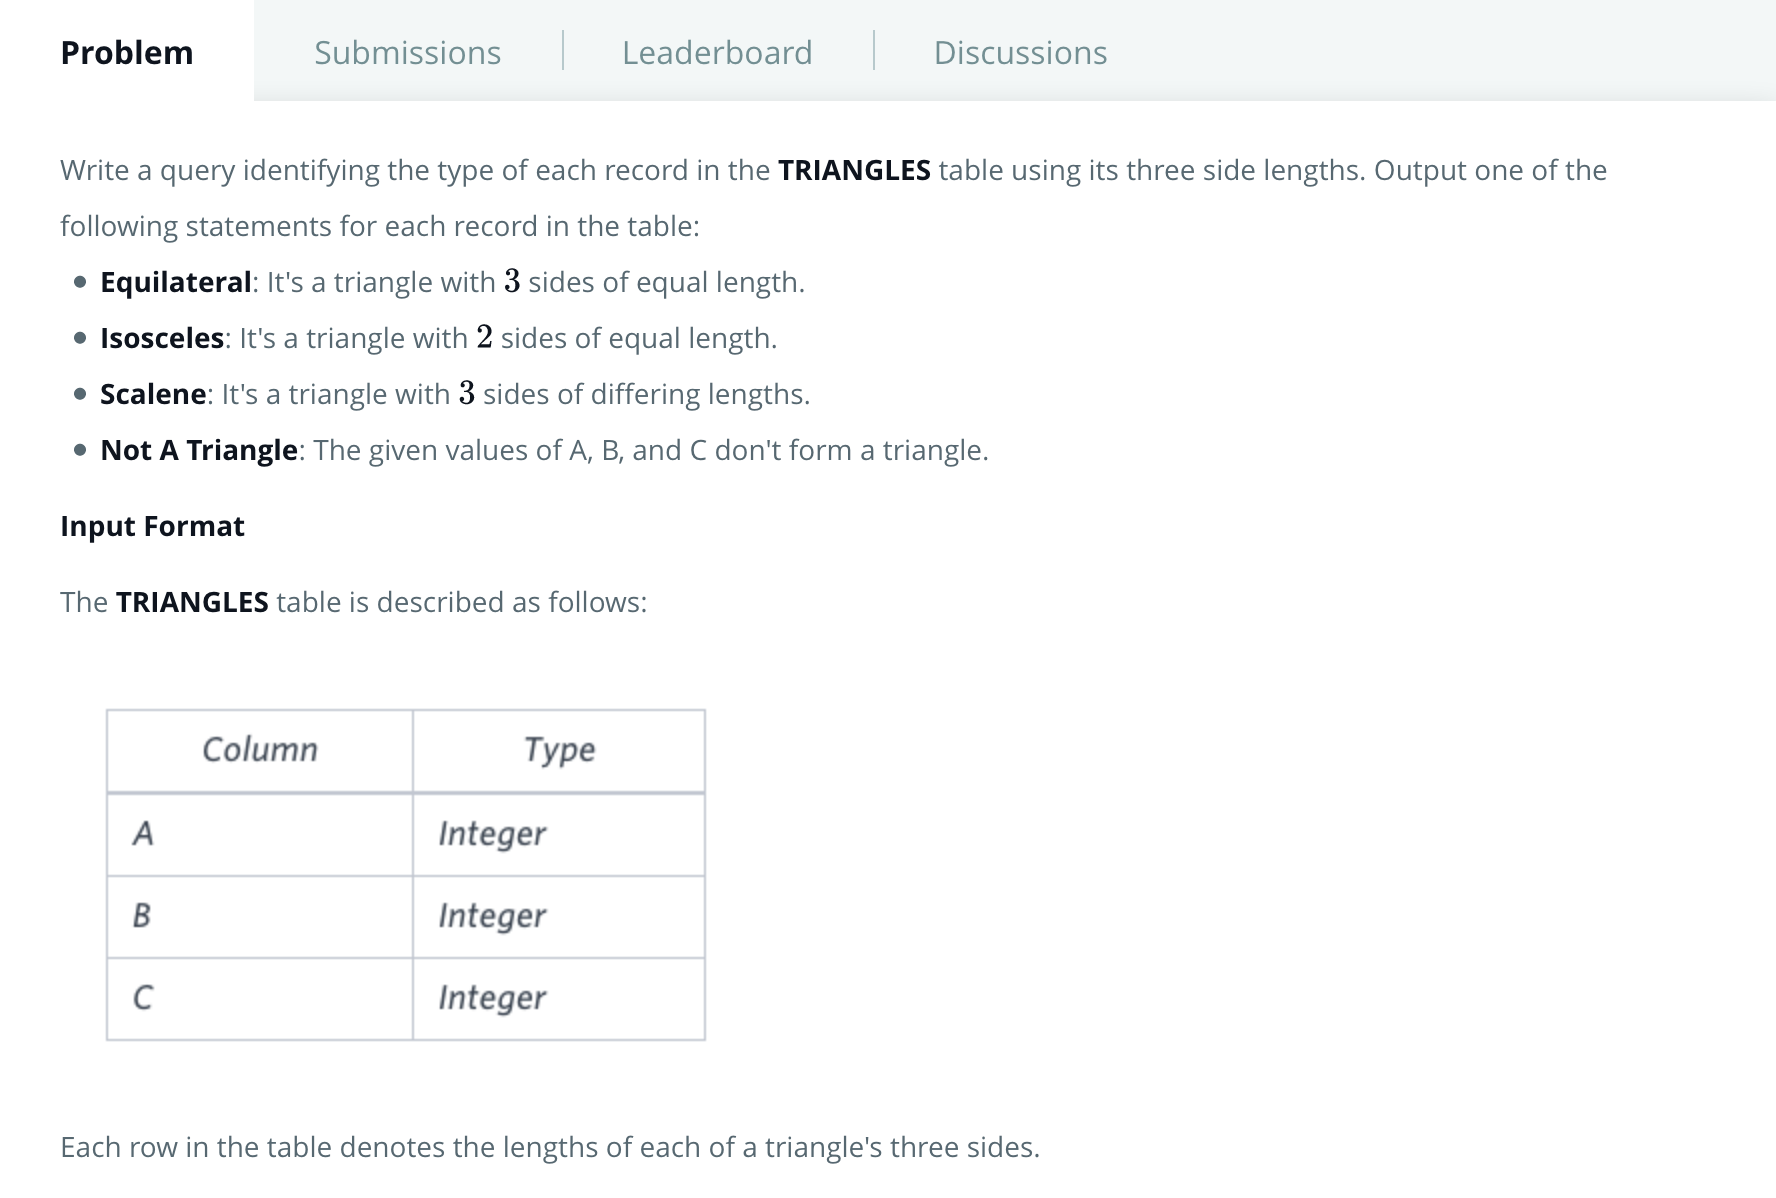 Problem Submissions Leaderboard Discussions
Write a query identifying the type of each record in the TRIANGLES table using its three side lengths. Output one of the
following statements for each record in the table:
Equilateral: It's a triangle with 3 sides of equal length.
Isosceles: It's a triangle with 2 sides of equal length.
Scalene: It's a triangle with 3 sides of differing lengths.
Not A Triangle: The given values of A, B, and C don't form a triangle.
Input Format
The TRIANGLES table is described as follows:
Column Type
A Integer
B Integer
C Integer
Each row in the table denotes the lengths of each of a triangle's three sides.